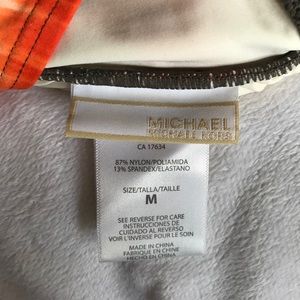 MICHAEL
MICHAEL KORS
CA 17634
87% NYLON/POLIAMIDA
13% SPANDEX/ELASTANO
SIZE/TALLA/TAILLE
M
SEE REVERSE FOR CARE
INSTRUCCIONES DE
CUIDADO AL REVERSO
VOIR L'INVERSE POUR LE SOIN
MADE IN CHINA
FABRIQUE EN CHINE
HECHO EN CHINA